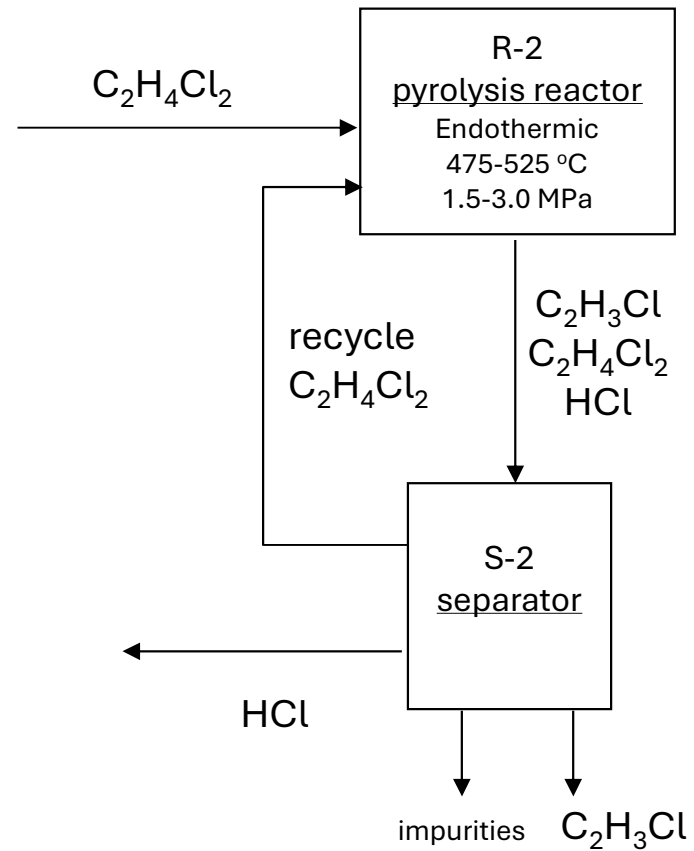 C₂H₄Cl₂
R-2
pyrolysis reactor
Endothermic
475-525 ºC
1.5-3.0 MPa
C₂H₃Cl
C₂H₄Cl₂
HCl
recycle
C₂H₄Cl₂
S-2
separator
HCl
impurities
C₂H₃Cl